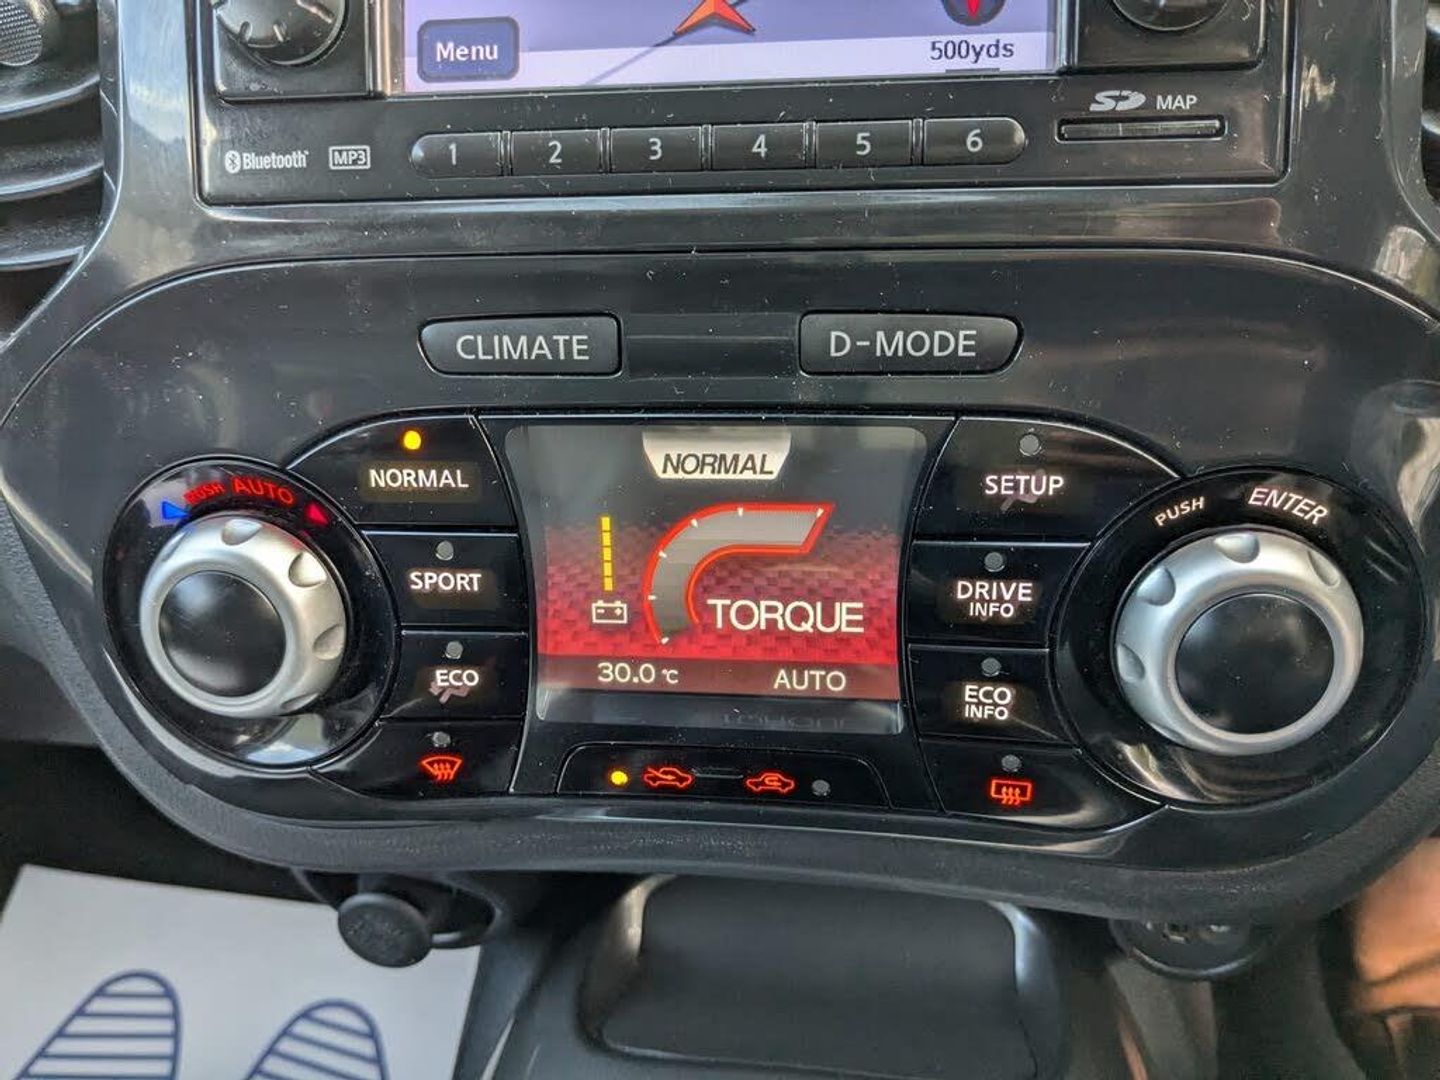 Menu
500yds
Bluetooth MP3
1 2 3 4 5 6
SD MAP
CLIMATE
D-MODE
PUSH AUTO
NORMAL
SPORT
ECO
NORMAL
TORQUE
30.0 °C AUTO
SETUP
DRIVE
INFO
ECO
INFO
PUSH ENTER